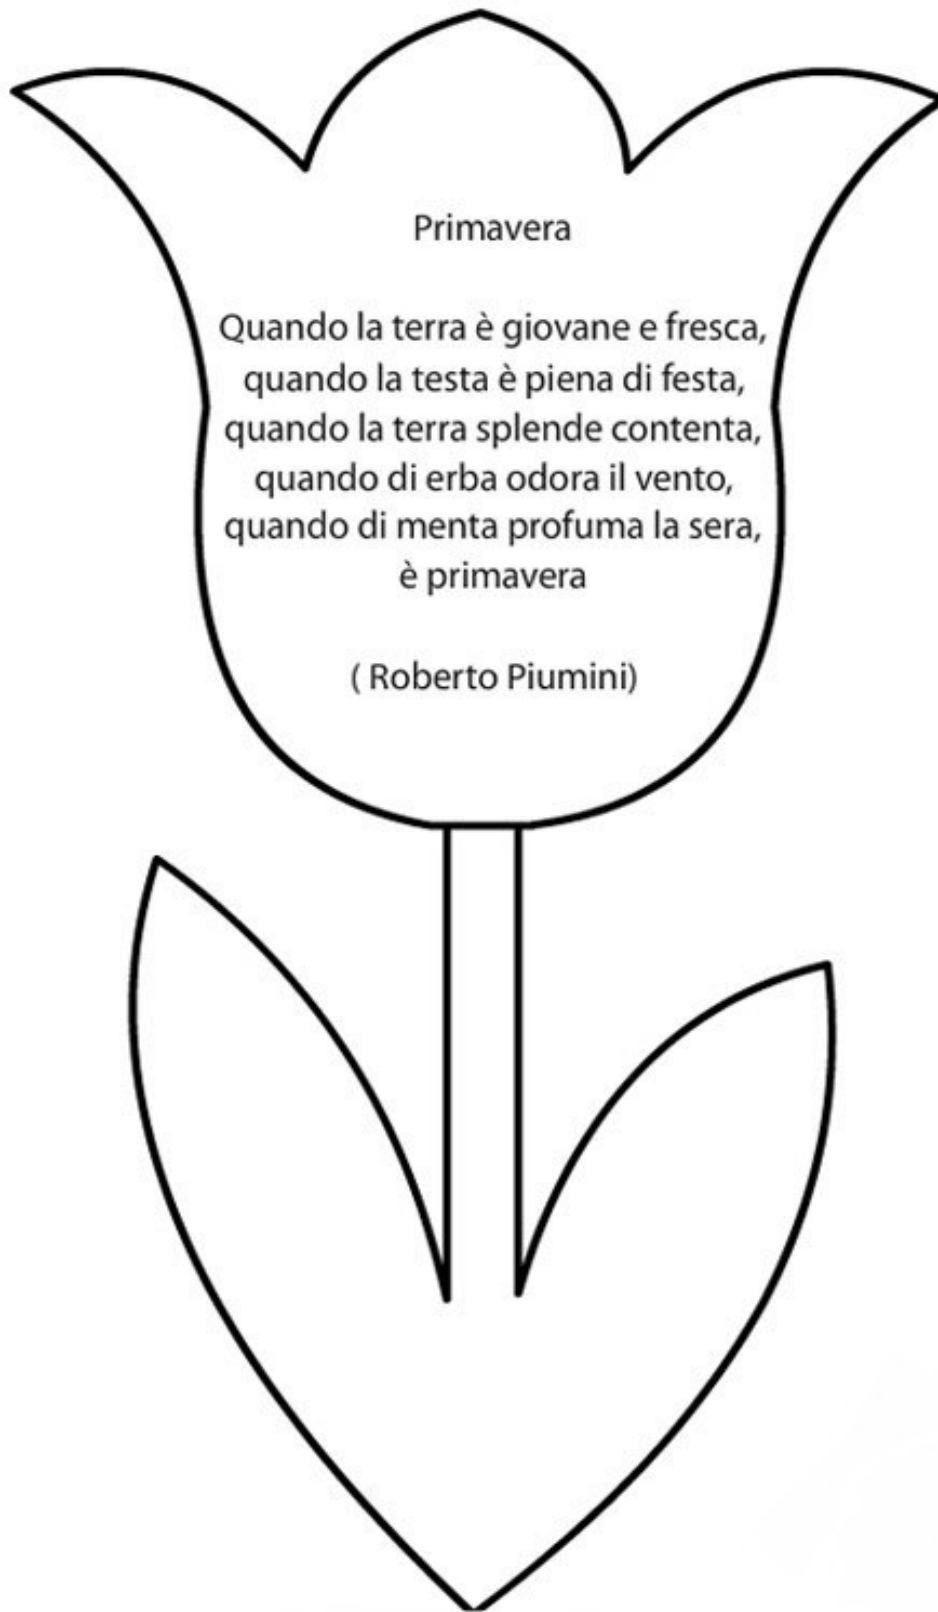 Primavera
Quando la terra è giovane e fresca,
quando la testa è piena di festa,
quando la terra splende contenta,
quando di erba odora il vento,
quando di menta profuma la sera,
è primavera
( Roberto Piumini)